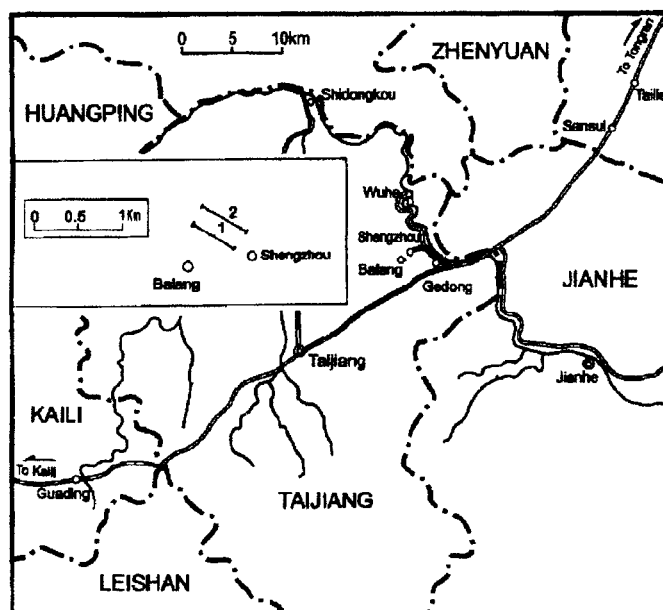 0 5 10km
ZHENYUAN
To Tongren
HUANGPING
Shidongkou
Sansui
Wuhe
0 0.5 1Km
2
1
Shengzhou
Balang
Shengzhou
Balang
Gedong
JIANHE
Taijiang
Jianhe
KAILI
To Kaili
Guading
TAIJIANG
LEISHAN